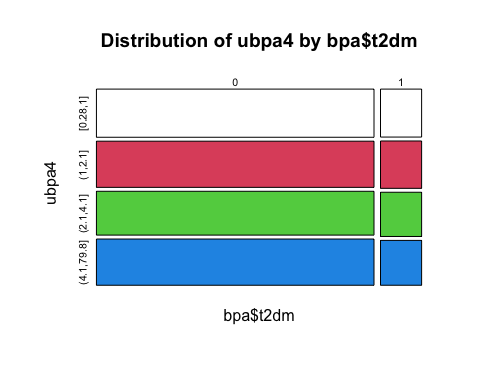 Distribution of ubpa4 by bpa$t2dm
0 1
[0.28,1]
(1,2.1]
(2.1,4.1]
(4.1,79.8]
ubpa4
bpa$t2dm